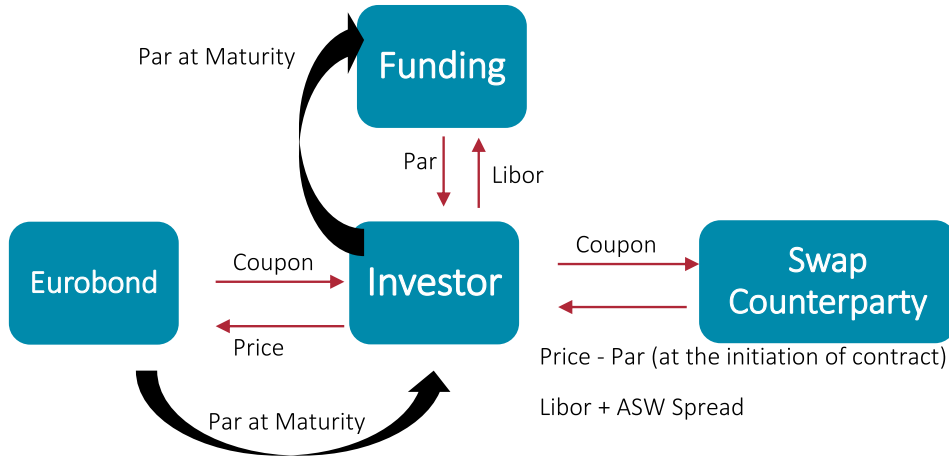 Par at Maturity
Funding
Par
Libor
Eurobond
Coupon
Price
Investor
Coupon
Swap
Counterparty
Price - Par (at the initiation of contract)
Libor + ASW Spread
Par at Maturity